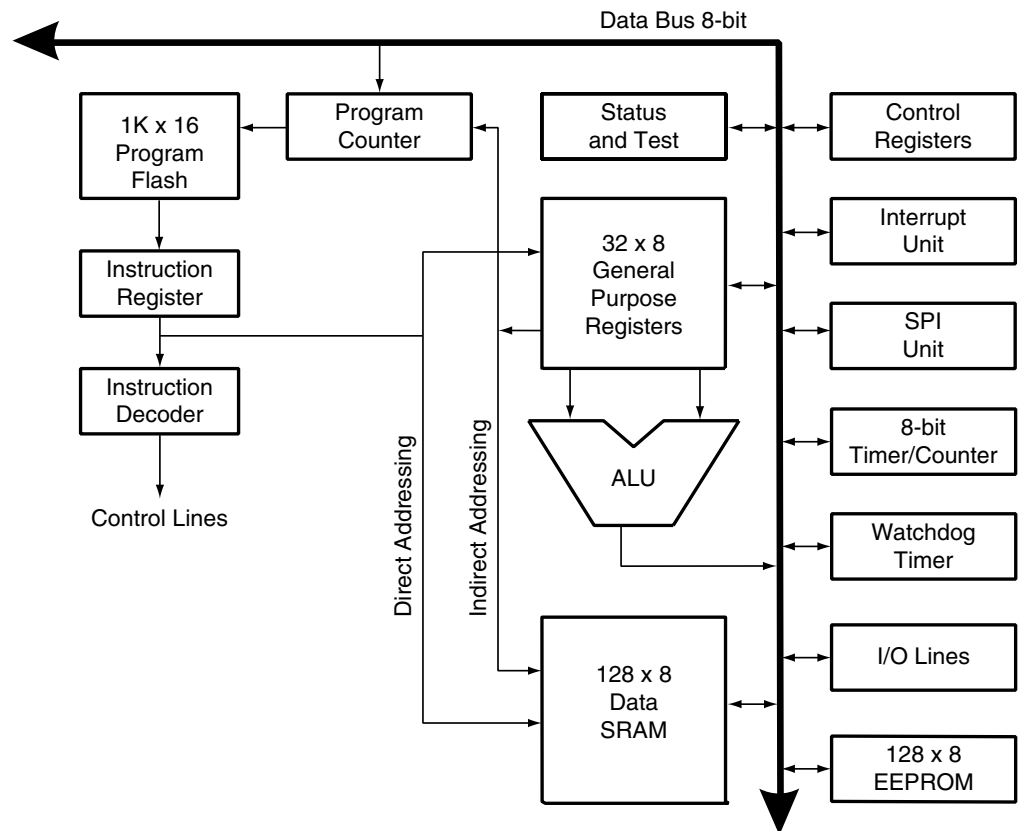 Data Bus 8-bit
1K x 16
Program
Flash
Program
Counter
Status
and Test
Control
Registers
Instruction
Register
32 x 8
General
Purpose
Registers
Interrupt
Unit
SPI
Unit
Instruction
Decoder
Control Lines
Direct Addressing
Indirect Addressing
ALU
8-bit
Timer/Counter
Watchdog
Timer
128 x 8
Data
SRAM
I/O Lines
128 x 8
EEPROM